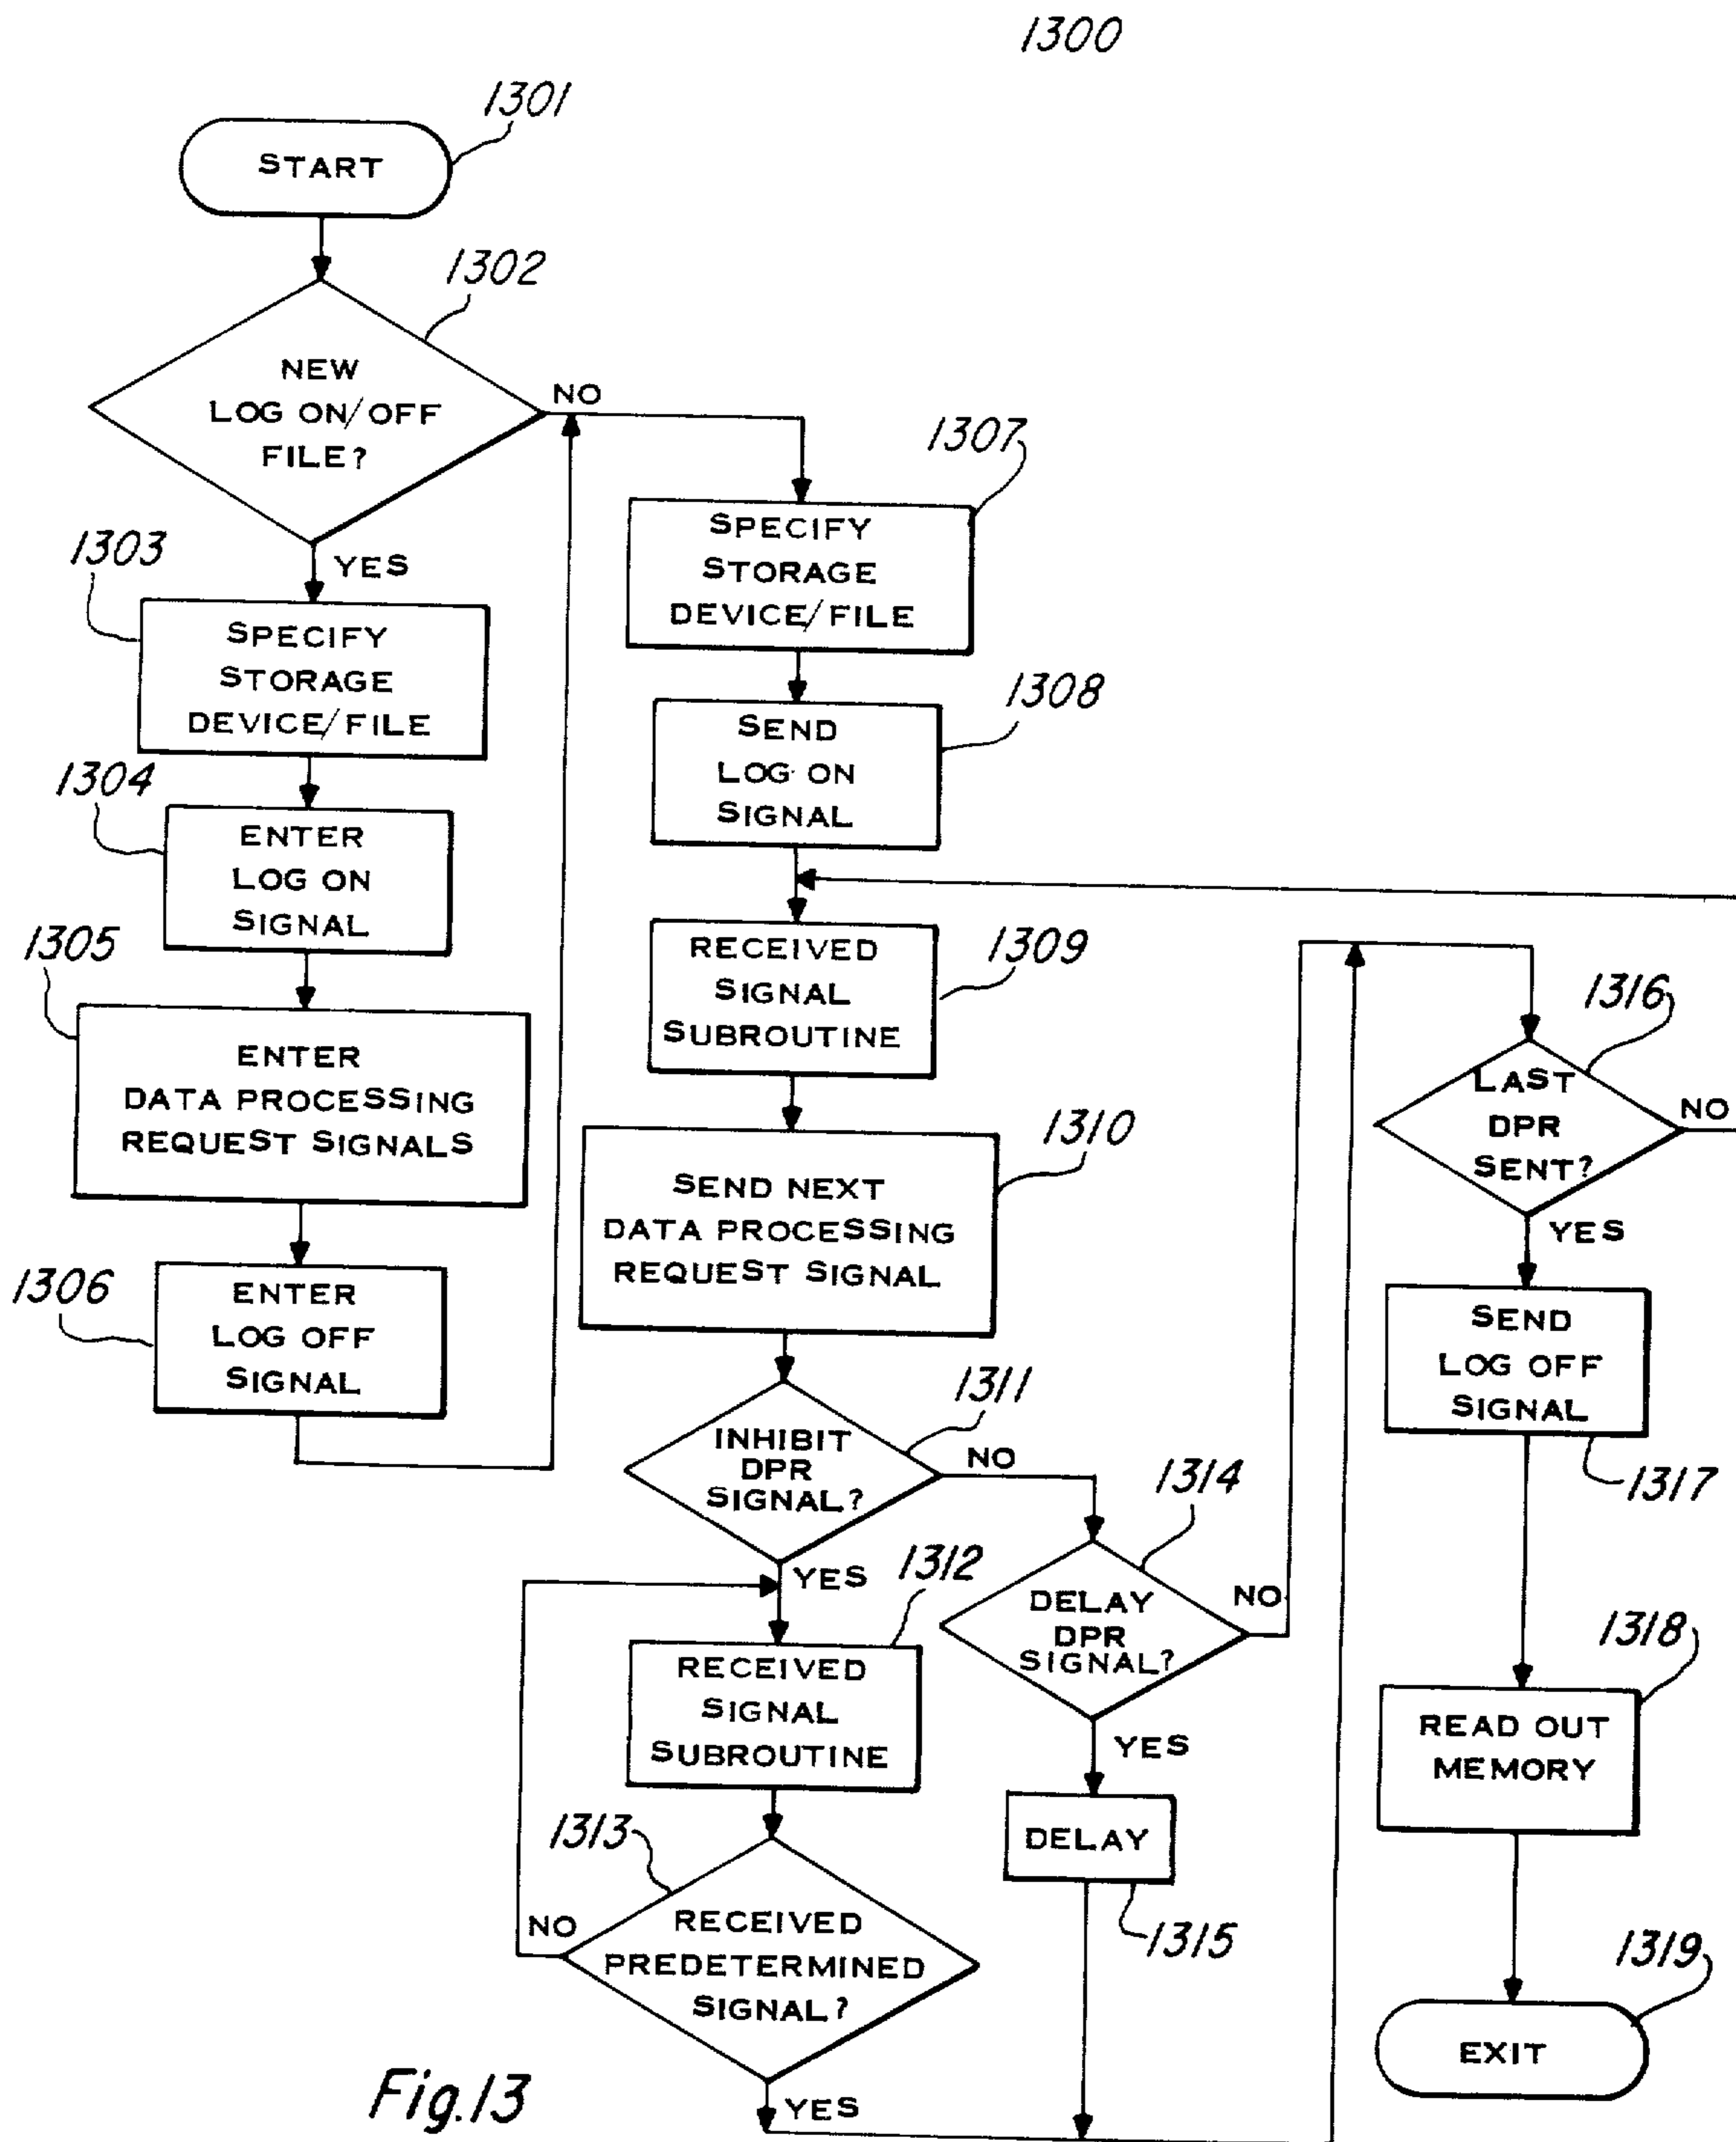 1300
1301
START
1302
NEW
LOG ON/OFF
FILE?
NO
YES
1303
SPECIFY
STORAGE
DEVICE/FILE
1304
ENTER
LOG ON
SIGNAL
1305
ENTER
DATA PROCESSING
REQUEST SIGNALS
1306
ENTER
LOG OFF
SIGNAL
1307
SPECIFY
STORAGE
DEVICE/FILE
1308
SEND
LOG ON
SIGNAL
1309
RECEIVED
SIGNAL
SUBROUTINE
1310
SEND NEXT
DATA PROCESSING
REQUEST SIGNAL
1311
INHIBIT
DPR
SIGNAL?
NO
YES
1312
RECEIVED
SIGNAL
SUBROUTINE
1313
RECEIVED
PREDETERMINED
SIGNAL?
NO
YES
1314
DELAY
DPR
SIGNAL?
NO
YES
DELAY
1315
1316
LAST
DPR
SENT?
NO
YES
SEND
LOG OFF
SIGNAL
1317
1318
READ OUT
MEMORY
1319
EXIT
Fig.13